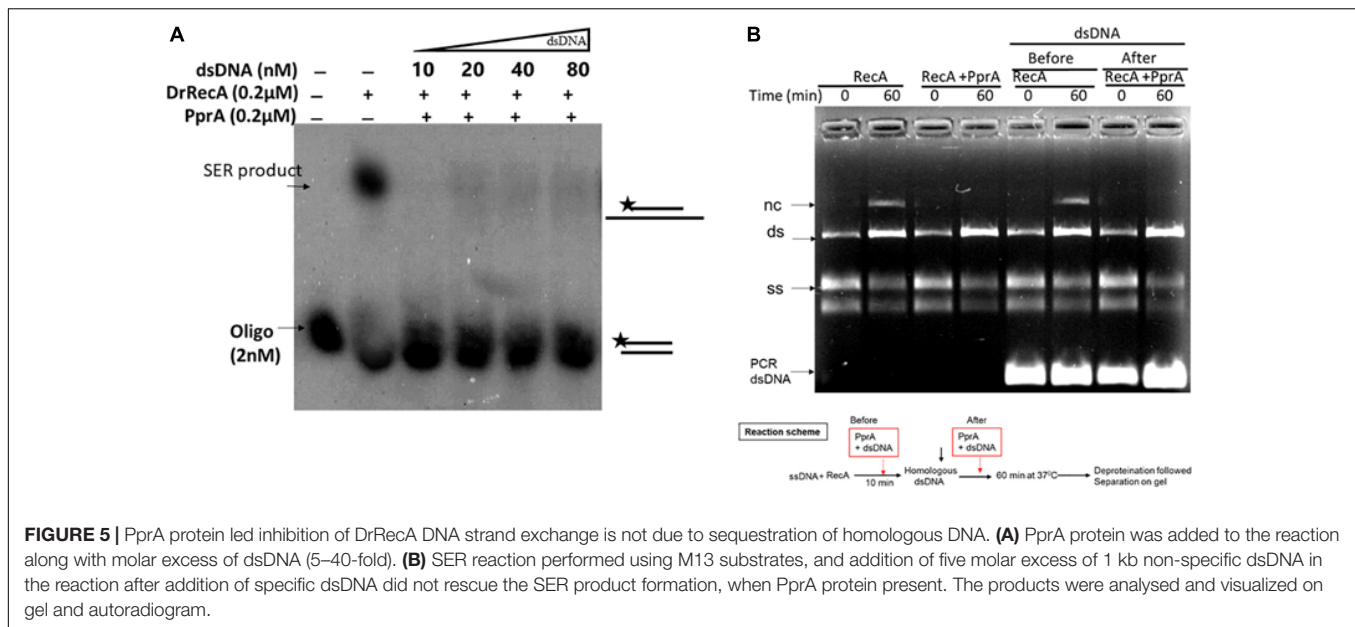 A
dsDNA
dsDNA (nM) – – 10 20 40 80
DrRecA (0.2µM) – + + + + +
PprA (0.2µM) – – + + + +
SER product
Oligo
(2nM)
B
dsDNA
Before After
RecA RecA +PprA RecA RecA +PprA
Time (min) 0 60 0 60 0 60 0 60
nc
ds
ss
PCR
dsDNA
Reaction scheme
Before After
PprA + dsDNA
PprA + dsDNA
ssDNA+ RecA 10 min Homologous dsDNA 60 min at 37⁰C Deproteination followed Separation on gel
FIGURE 5 | PprA protein led inhibition of DrRecA DNA strand exchange is not due to sequestration of homologous DNA. (A) PprA protein was added to the reaction
along with molar excess of dsDNA (5–40-fold). (B) SER reaction performed using M13 substrates, and addition of five molar excess of 1 kb non-specific dsDNA in
the reaction after addition of specific dsDNA did not rescue the SER product formation, when PprA protein present. The products were analysed and visualized on
gel and autoradiogram.